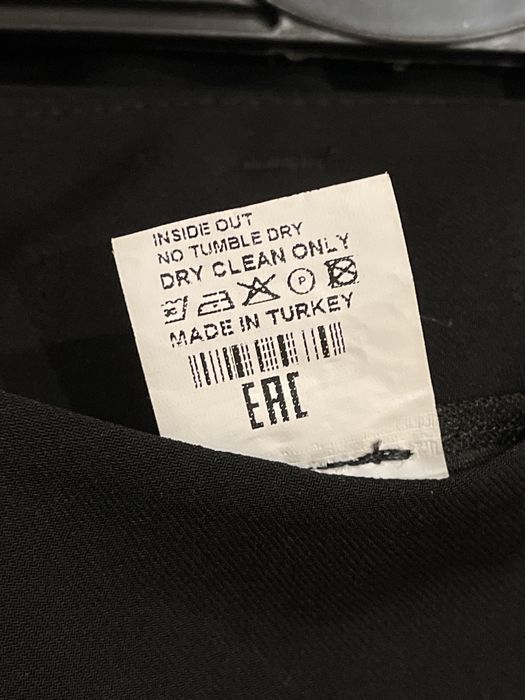 INSIDE OUT
NO TUMBLE DRY
DRY CLEAN ONLY
P
MADE IN TURKEY
EAC